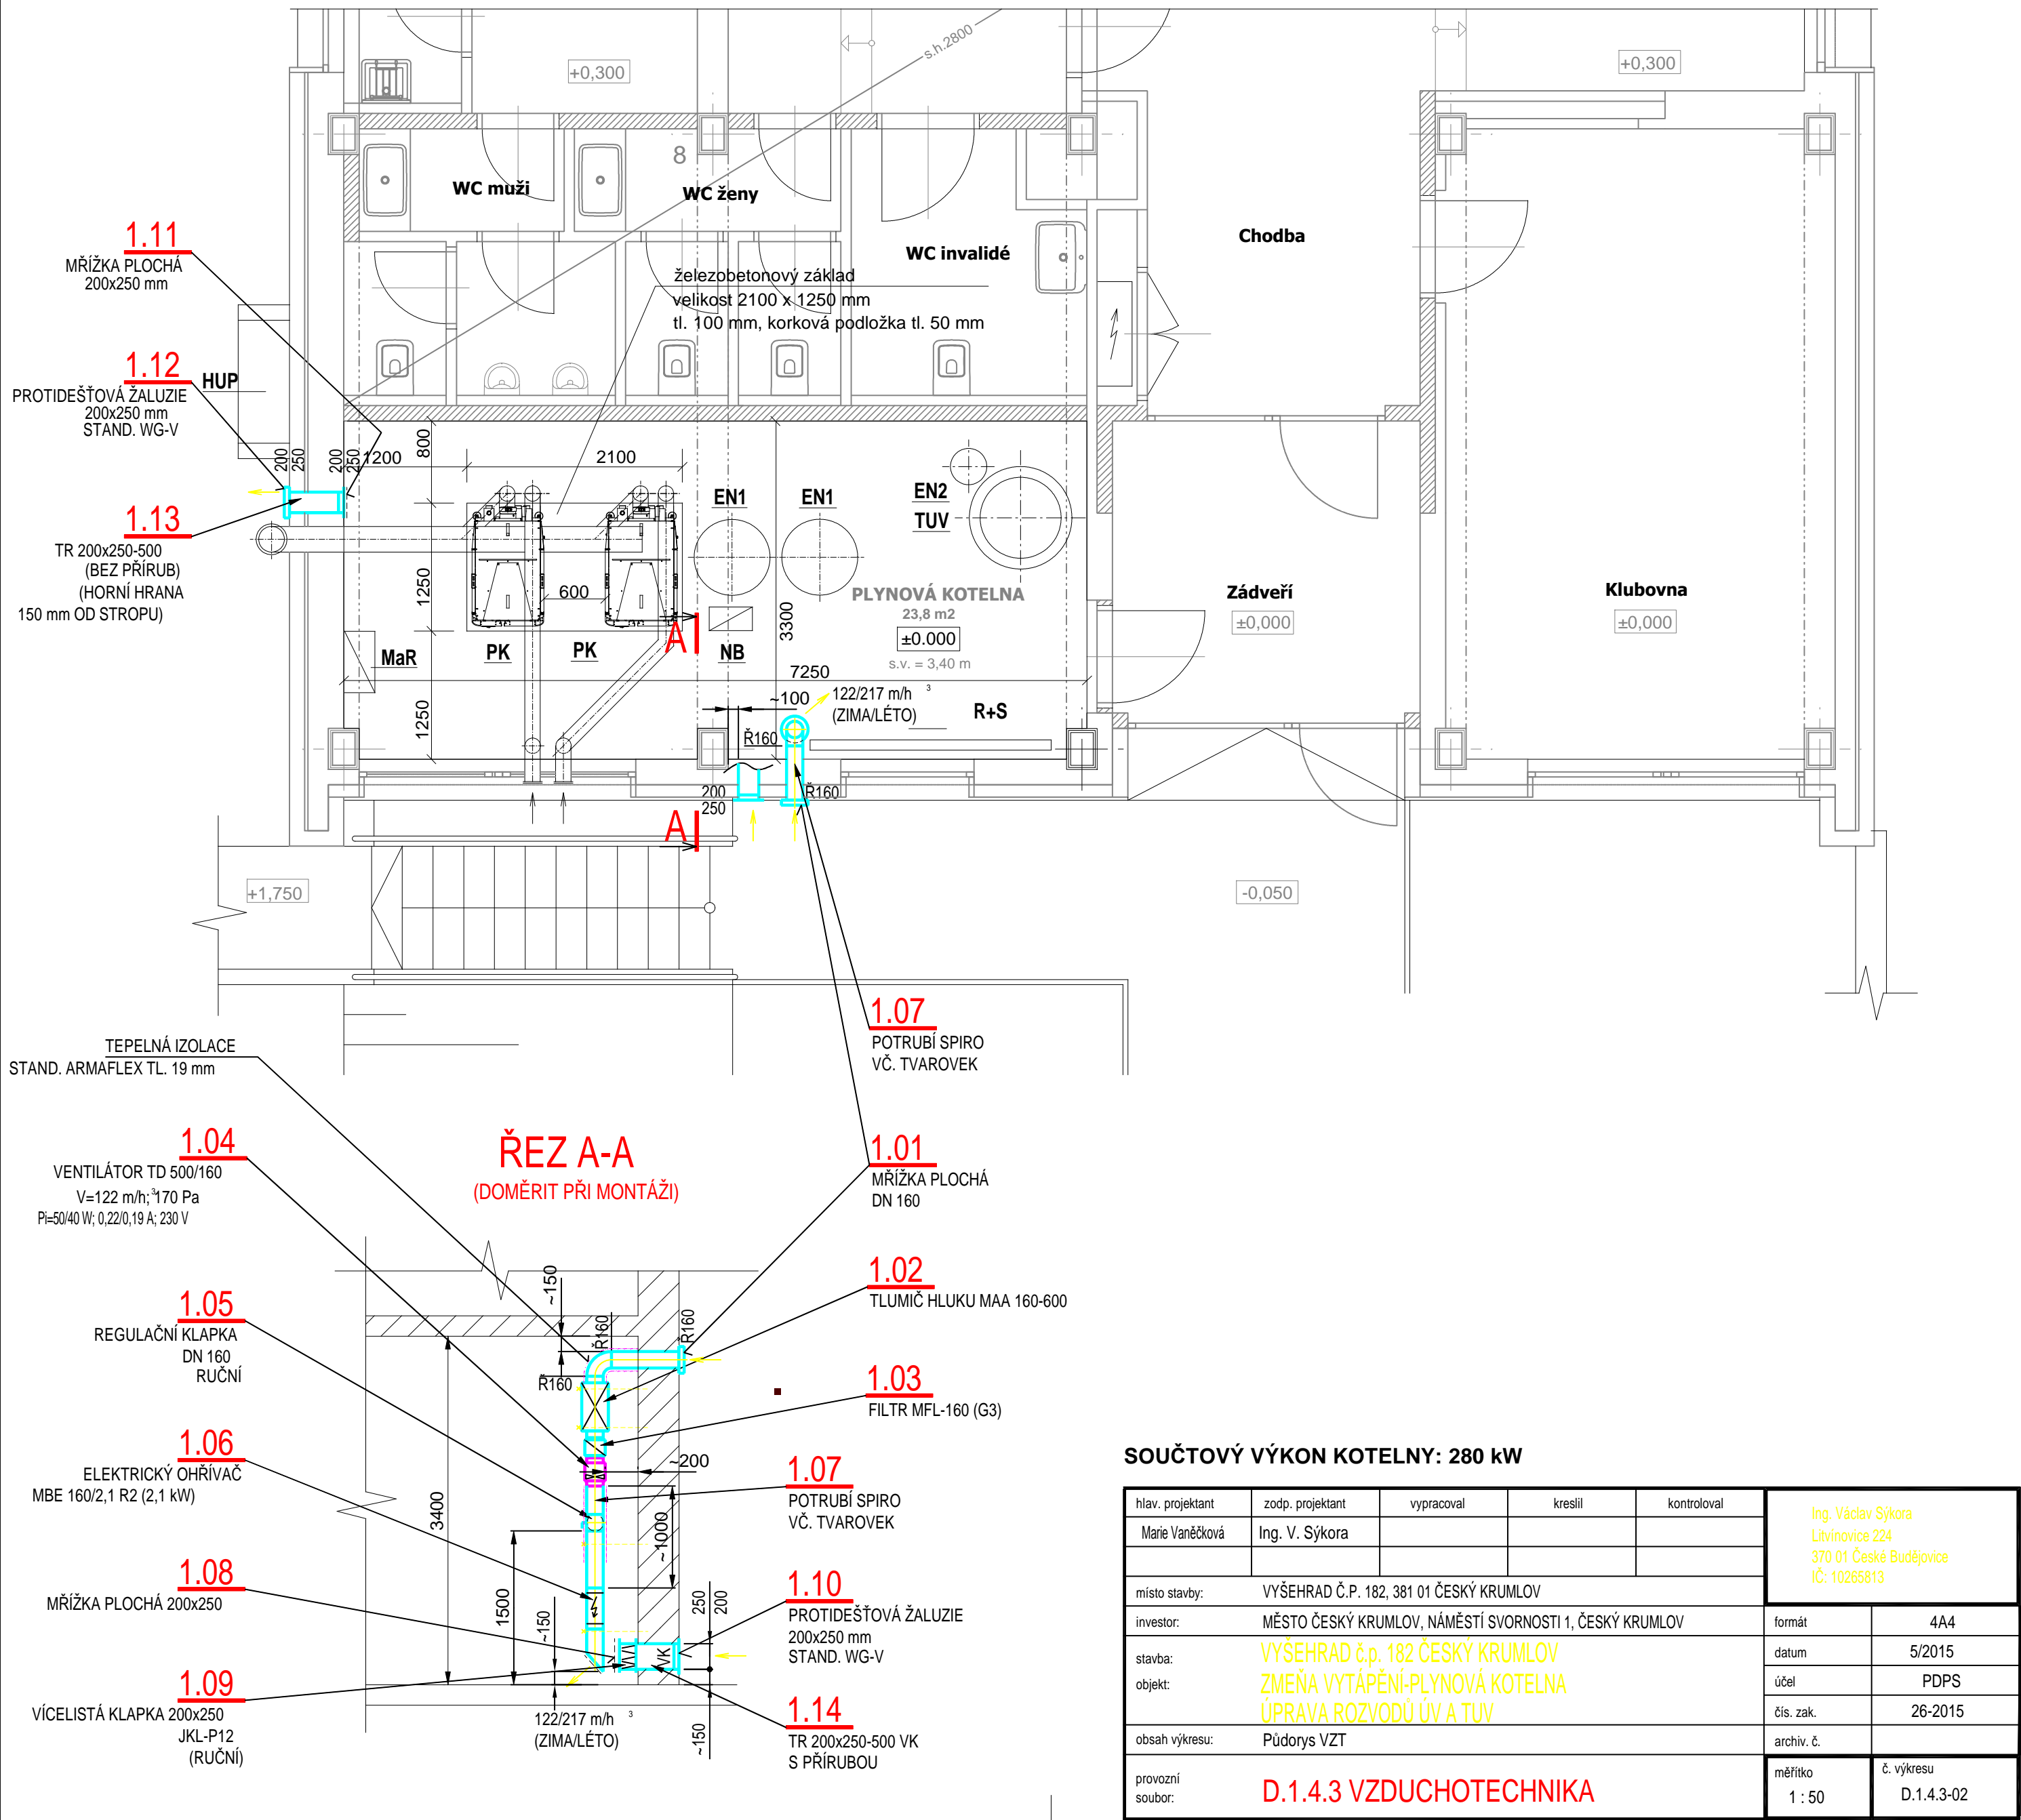 +0,300
s.h.2800
+0,300
8
WC muži
WC ženy
WC invalidé
Chodba
železobetonový základ
velikost 2100 x 1250 mm
tl. 100 mm, korková podložka tl. 50 mm
1.11
MŘÍŽKA PLOCHÁ
200x250 mm
1.12
HUP
PROTIDEŠŤOVÁ ŽALUZIE
200x250 mm
STAND. WG-V
1.13
TR 200x250-500
(BEZ PŘÍRUB)
(HORNÍ HRANA
150 mm OD STROPU)
200
250
200
250
1200
800
2100
EN1
EN1
EN2
TUV
1250
600
3300
PLYNOVÁ KOTELNA
23,8 m2
±0.000
s.v. = 3,40 m
Zádveří
±0,000
Klubovna
±0,000
MaR
PK
PK
A
NB
7250
1250
~100
122/217 m/h 3
(ZIMA/LÉTO)
R+S
Ř160
200
250
Ř160
A
+1,750
-0,050
1.07
POTRUBÍ SPIRO
VČ. TVAROVEK
TEPELNÁ IZOLACE
STAND. ARMAFLEX TL. 19 mm
1.04
VENTILÁTOR TD 500/160
V=122 m/h; 3 170 Pa
Pi=50/40 W; 0,22/0,19 A; 230 V
ŘEZ A-A
(DOMĚRIT PŘI MONTÁŽI)
1.01
MŘÍŽKA PLOCHÁ
DN 160
1.02
TLUMIČ HLUKU MAA 160-600
1.05
REGULAČNÍ KLAPKA
DN 160
RUČNÍ
~150
Ř160
Ř160
Ř160
1.03
FILTR MFL-160 (G3)
1.06
ELEKTRICKÝ OHŘÍVAČ
MBE 160/2,1 R2 (2,1 kW)
~200
3400
~1000
1.07
POTRUBÍ SPIRO
VČ. TVAROVEK
1.08
MŘÍŽKA PLOCHÁ 200x250
1500
~150
250
200
VK
1.10
PROTIDEŠŤOVÁ ŽALUZIE
200x250 mm
STAND. WG-V
1.09
VÍCELISTÁ KLAPKA 200x250
JKL-P12
(RUČNÍ)
122/217 m/h 3
(ZIMA/LÉTO)
~150
1.14
TR 200x250-500 VK
S PŘÍRUBOU
SOUČTOVÝ VÝKON KOTELNY: 280 kW
hlav. projektant zodp. projektant vypracoval kreslil kontroloval
Marie Vaněčková Ing. V. Sýkora
Ing. Václav Sýkora
Litvínovice 224
370 01 České Budějovice
IČ: 10265813
místo stavby: VYŠEHRAD Č.P. 182, 381 01 ČESKÝ KRUMLOV
investor: MĚSTO ČESKÝ KRUMLOV, NÁMĚSTÍ SVORNOSTI 1, ČESKÝ KRUMLOV
formát 4A4
stavba: VYŠEHRAD č.p. 182 ČESKÝ KRUMLOV
datum 5/2015
objekt: ZMEŇA VYTÁPĚNÍ-PLYNOVÁ KOTELNA
účel PDPS
ÚPRAVA ROZVODŮ ÚV A TUV
čís. zak. 26-2015
obsah výkresu: Půdorys VZT
archiv. č.
provozní
soubor: D.1.4.3 VZDUCHOTECHNIKA
měřítko
1 : 50
č. výkresu
D.1.4.3-02